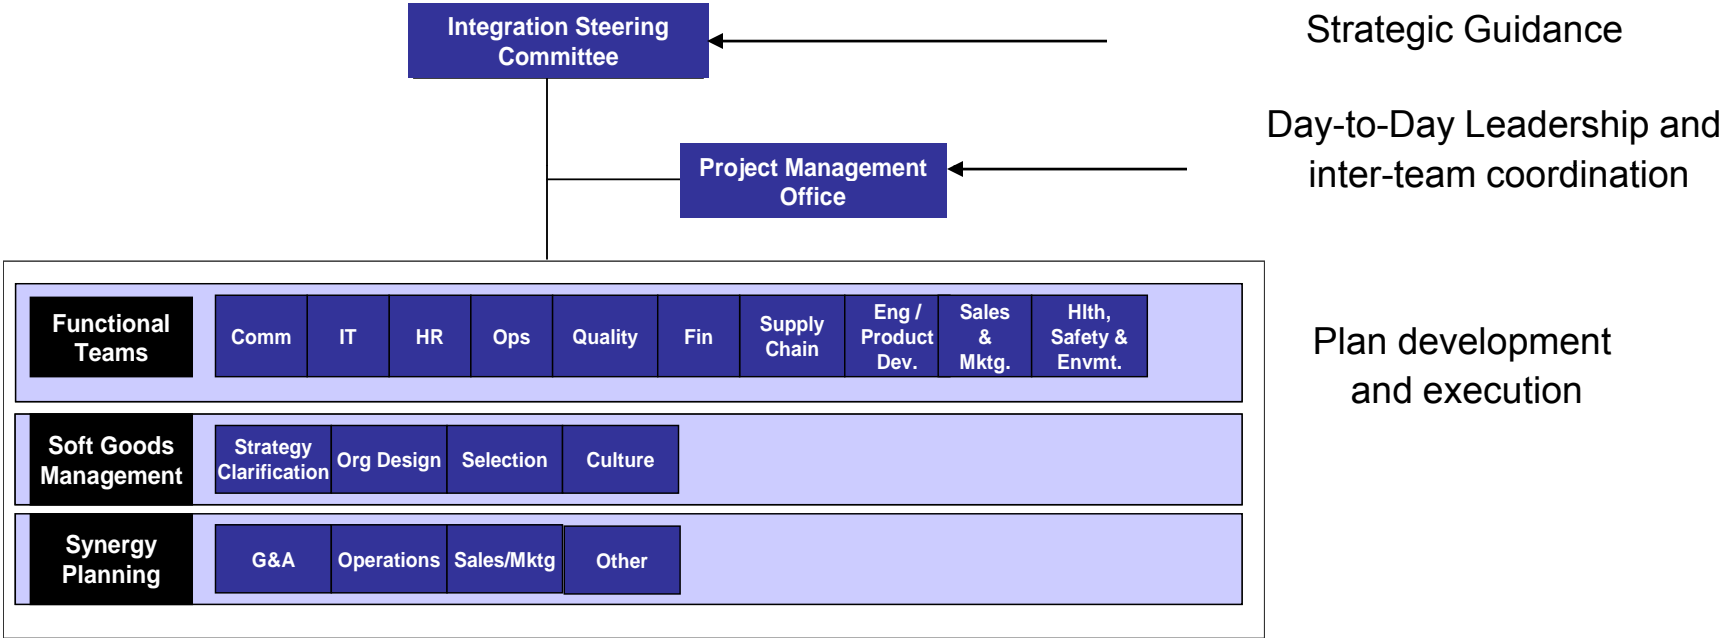 Integration Steering
Committee
Strategic Guidance
Day-to-Day Leadership and
inter-team coordination
Project Management
Office
Functional
Teams
Comm
IT
HR
Ops
Quality
Fin
Supply
Chain
Eng /
Product
Dev.
Sales
&
Mktg.
Hlth,
Safety &
Envmt.
Plan development
and execution
Soft Goods
Management
Strategy
Clarification
Org Design
Selection
Culture
Synergy
Planning
G&A
Operations
Sales/Mktg
Other